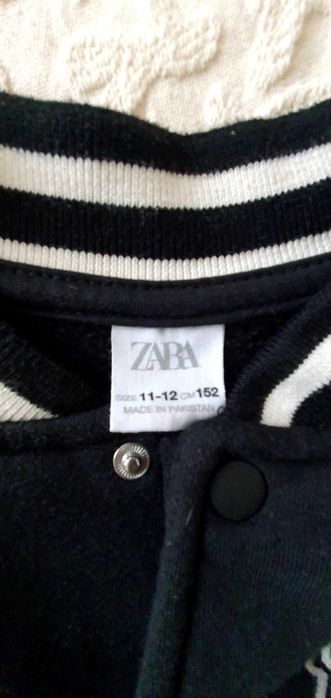 ZARA
SIZE 11-12 CM 152
MADE IN PAKISTAN